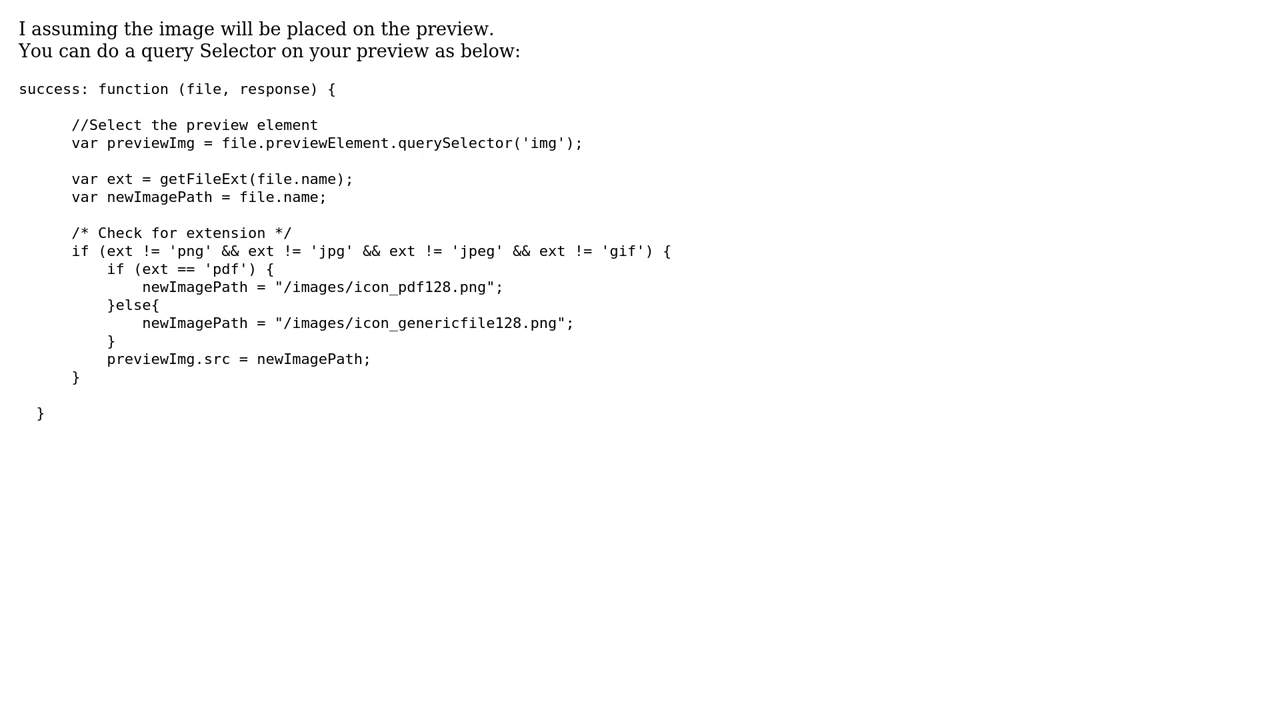 I assuming the image will be placed on the preview.
You can do a query Selector on your preview as below:
success: function (file, response) {
//Select the preview element
var previewImg = file.previewElement.querySelector('img');
var ext = getFileExt(file.name);
var newImagePath = file.name;
/* Check for extension */
if (ext != 'png' && ext != 'jpg' && ext != 'jpeg' && ext != 'gif') {
if (ext == 'pdf') {
newImagePath = "/images/icon_pdf128.png";
}else{
newImagePath = "/images/icon_genericfile128.png";
}
previewImg.src = newImagePath;
}
}